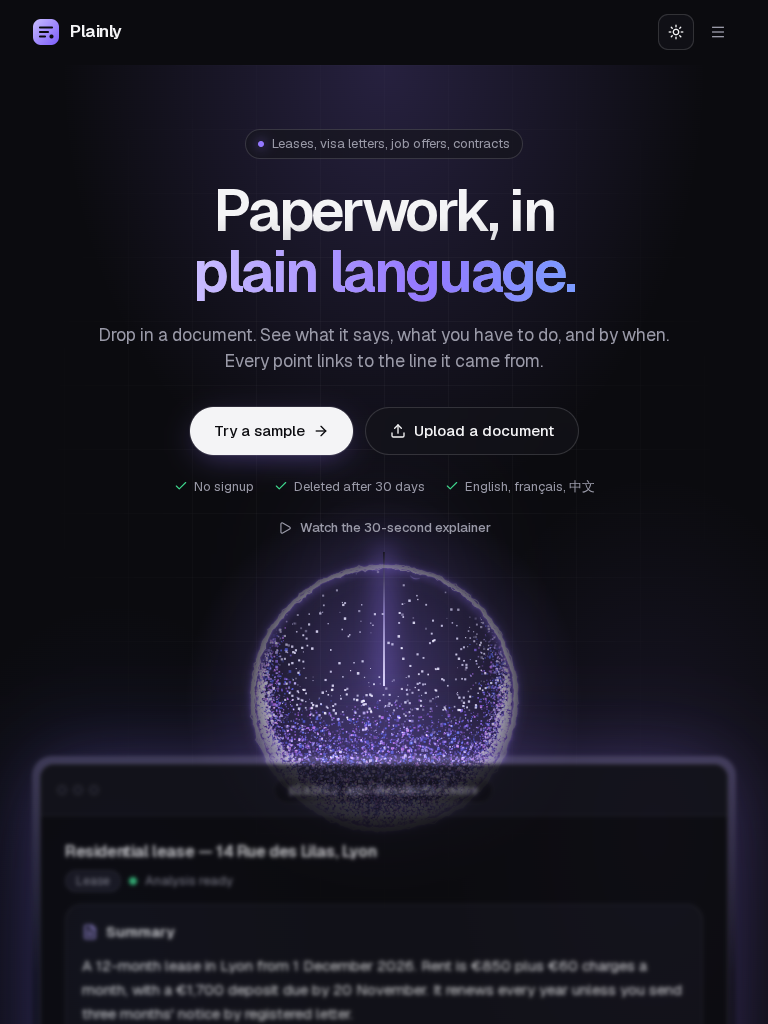 Plainly
Leases, visa letters, job offers, contracts
Paperwork, in
plain language.
Drop in a document. See what it says, what you have to do, and by when.
Every point links to the line it came from.
Try a sample
Upload a document
No signup
Deleted after 30 days
English, français, 中文
Watch the 30-second explainer
Residential lease — 14 Rue des Lilas, Lyon
Lease
Analysis ready
Summary
A 12-month lease in Lyon from 1 December 2026. Rent is €850 plus €60 charges a
month, with a €1,700 deposit due by 20 November. It renews every year unless you send
three months' notice by registered letter.